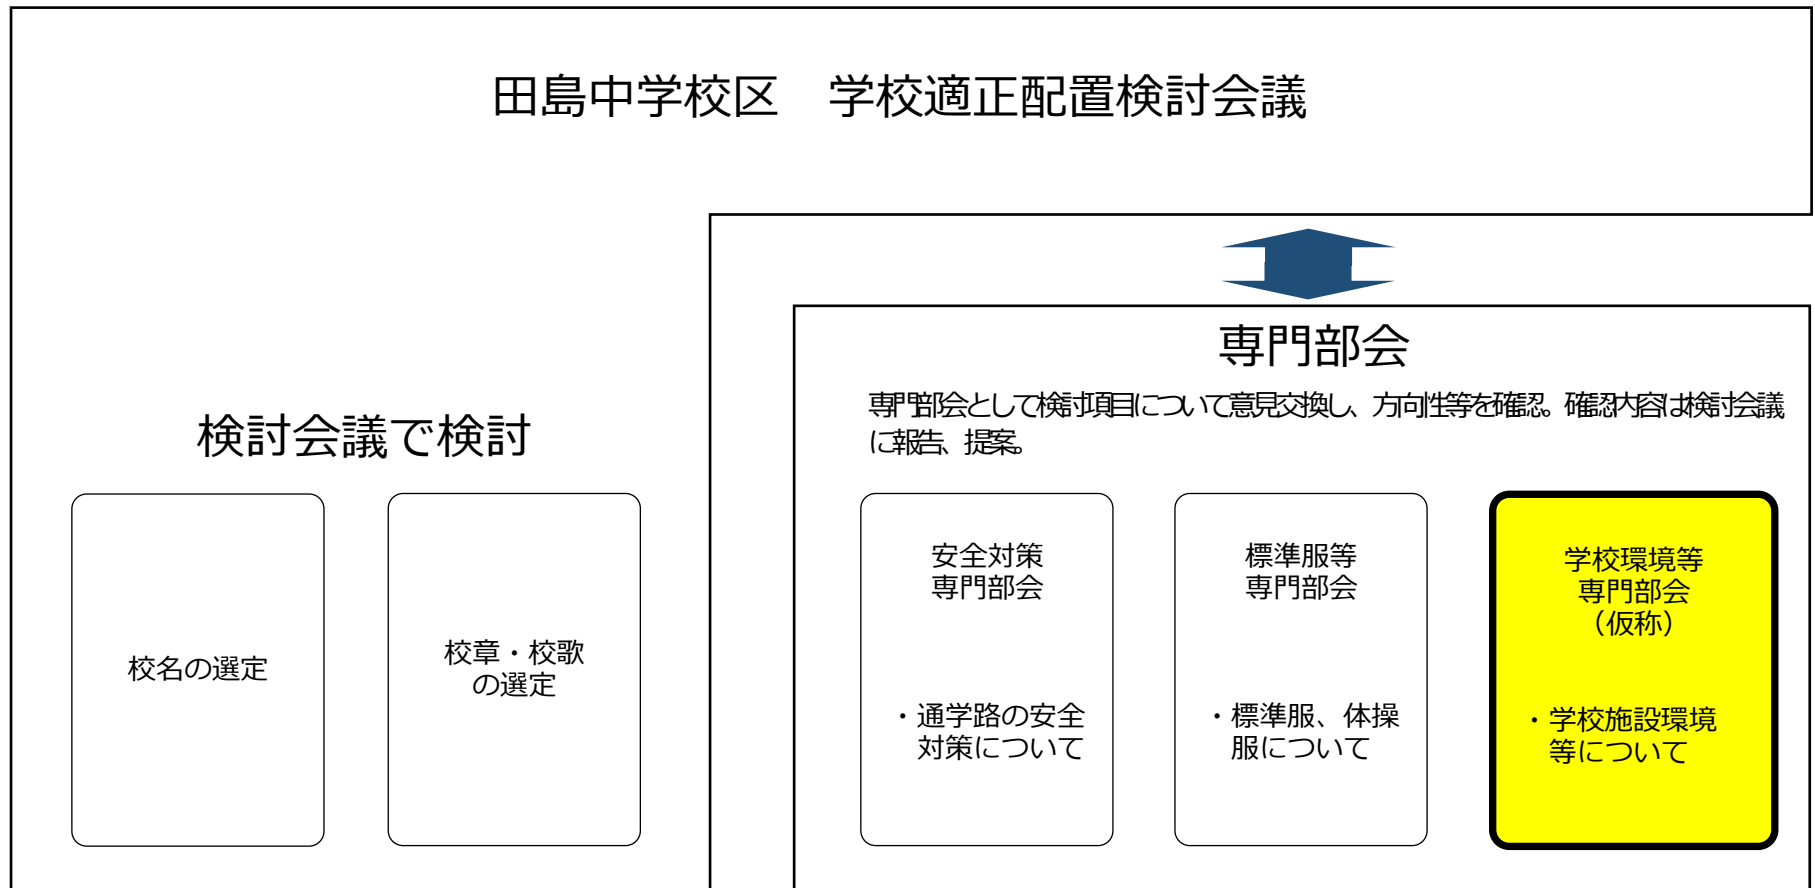 田島中学校区　学校適正配置検討会議
検討会議で検討
校名の選定
校章・校歌
の選定
専門部会
専門部会として検討項目について意見交換し、方向性等を確認。確認内容は検討会議
に報告、提案。
安全対策
専門部会
・通学路の安全
対策について
標準服等
専門部会
・標準服、体操
服について
学校環境等
専門部会
（仮称）
・学校施設環境
等について